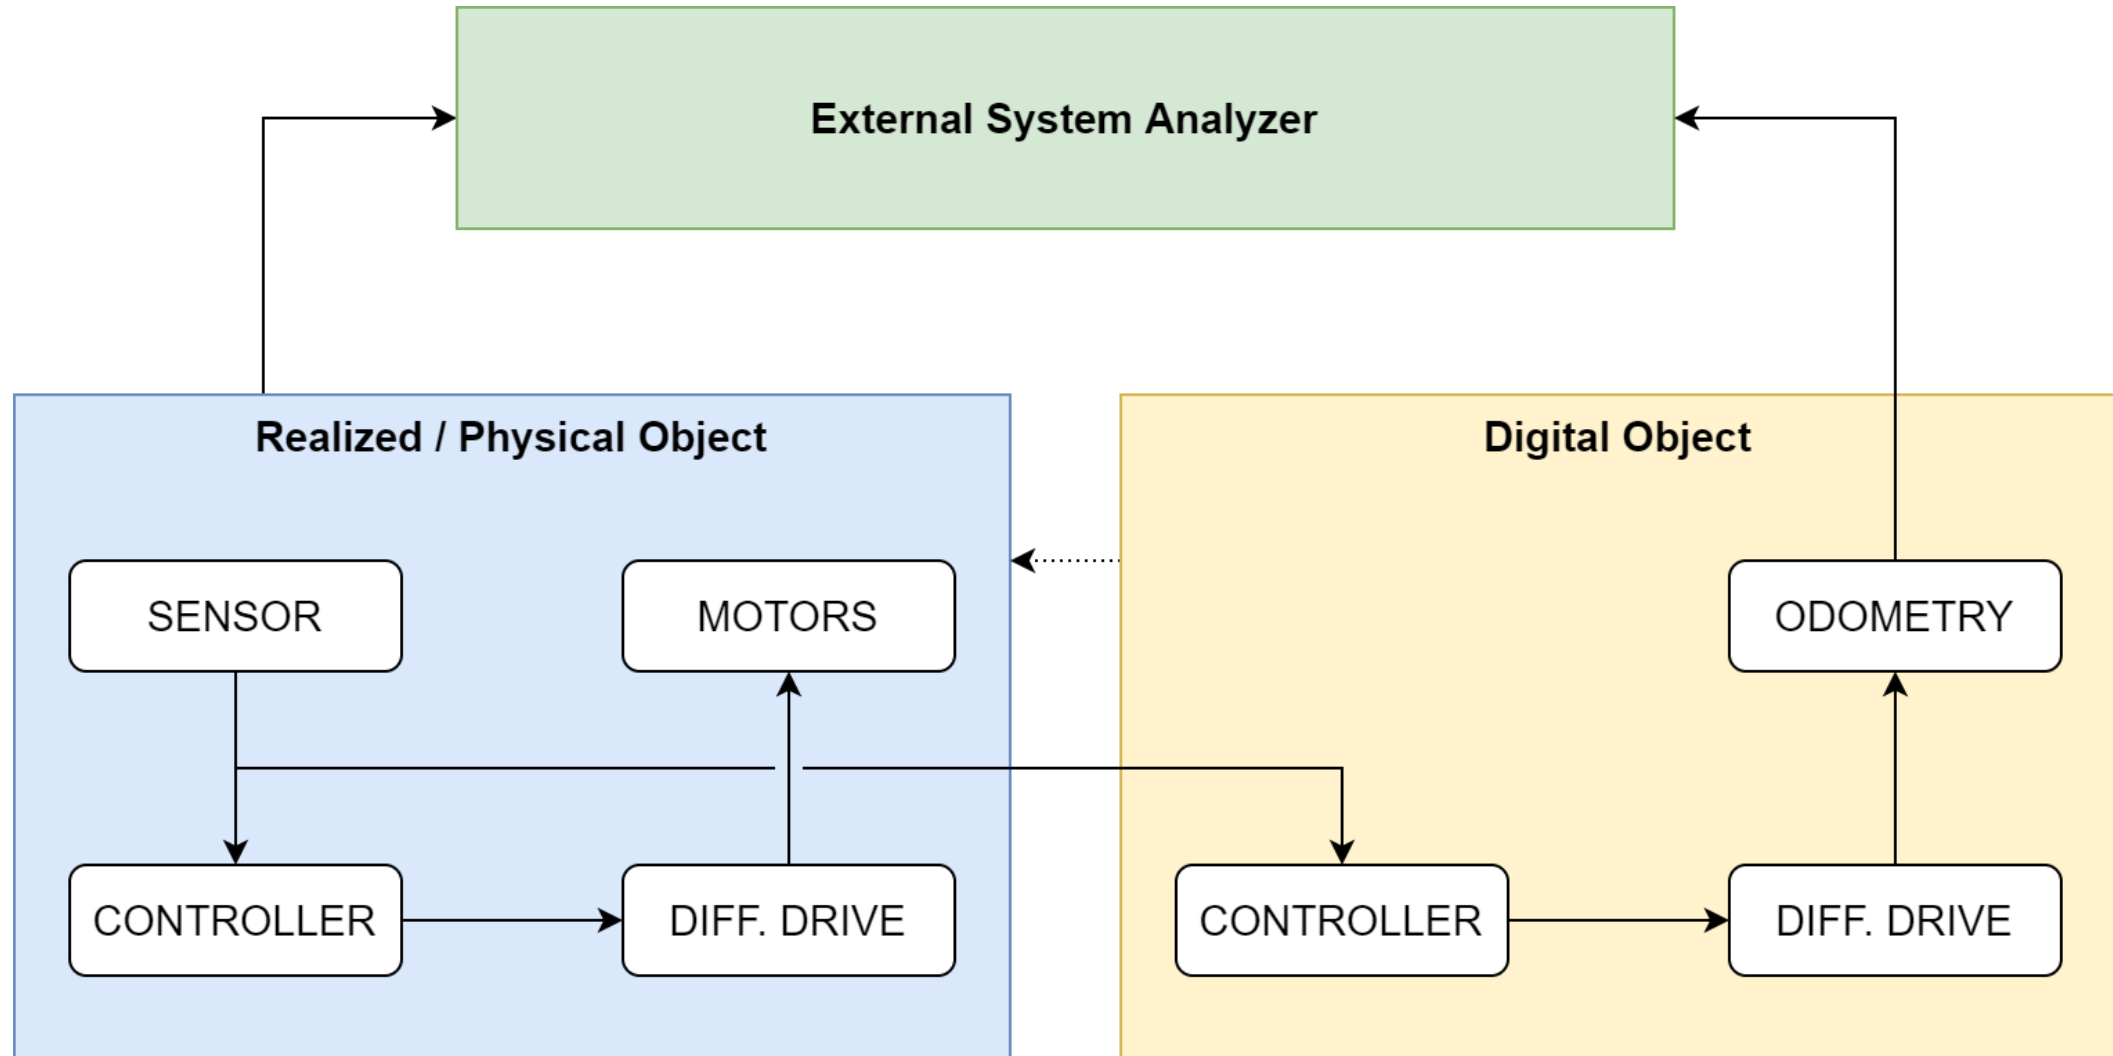 External System Analyzer
Realized / Physical Object
Digital Object
SENSOR
MOTORS
ODOMETRY
CONTROLLER
DIFF. DRIVE
CONTROLLER
DIFF. DRIVE